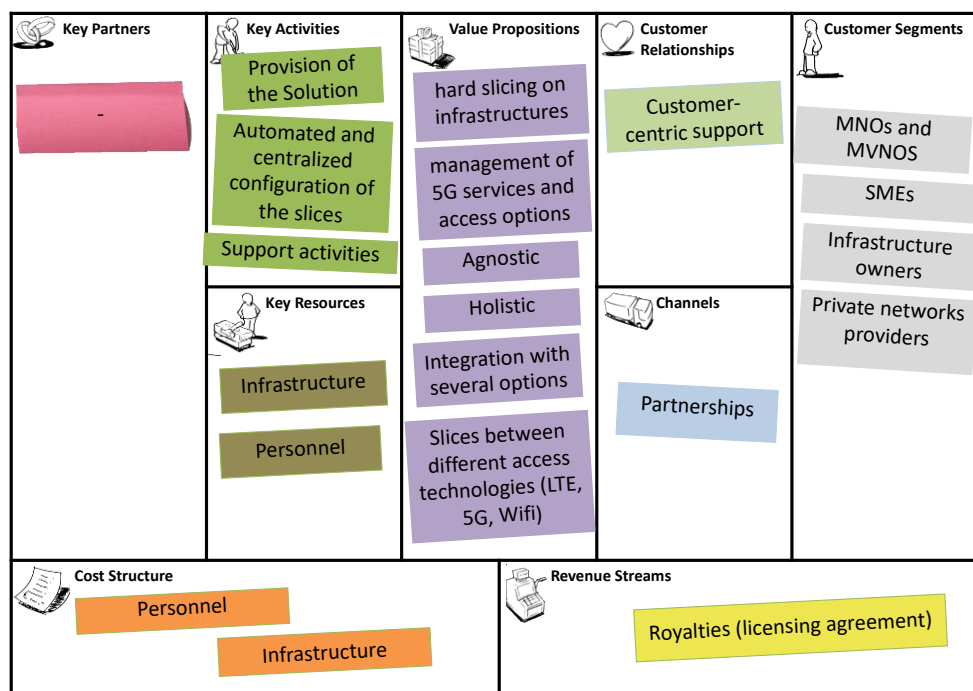 Key Partners
-
Key Activities
Provision of
the Solution
Automated and
centralized
configuration of
the slices
Support activities
Key Resources
Infrastructure
Personnel
Value Propositions
hard slicing on
infrastructures
management of
5G services and
access options
Agnostic
Holistic
Integration with
several options
Slices between
different access
technologies (LTE,
5G, Wifi)
Customer
Relationships
Customer-
centric support
Channels
Partnerships
Customer Segments
MNOs and
MVNOS
SMEs
Infrastructure
owners
Private networks
providers
Cost Structure
Personnel
Infrastructure
Revenue Streams
Royalties (licensing agreement)